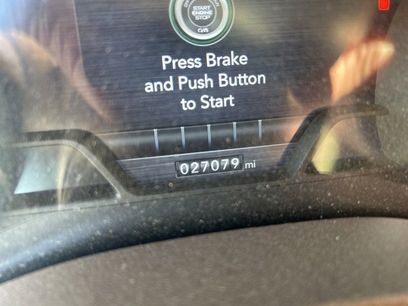 START
ENGINE
STOP
Press Brake
and Push Button
to Start
027079 mi